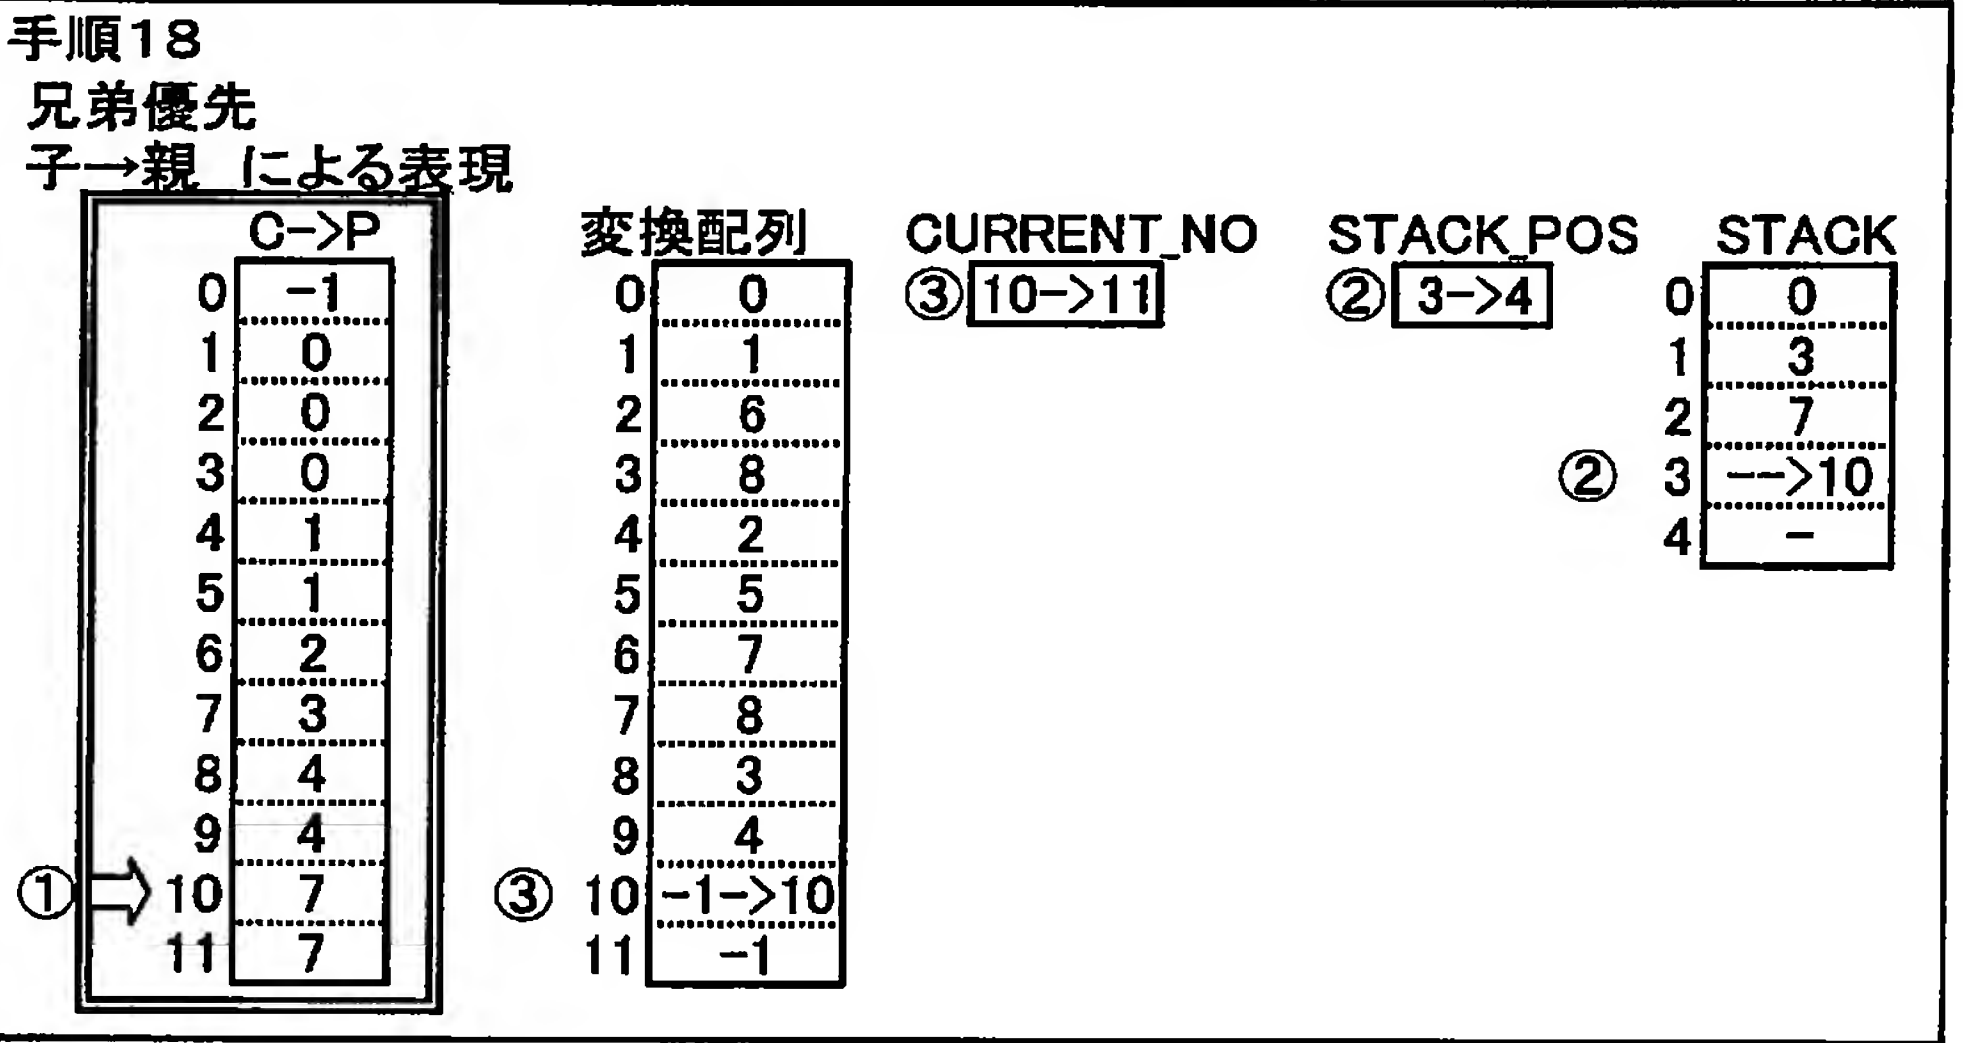 手順18
兄弟優先
子→親 による表現
C->P 変換配列 CURRENT_NO STACK_POS STACK
0 -1 0 0 ③ 10->11 ② 3->4 0 0
1 0 1 1 1 3
2 0 2 6 2 7
3 0 3 8 ② 3 -->10
4 1 4 2 4 -
5 1 5 5
6 2 6 7
7 3 7 8
8 4 8 3
9 4 9 4
① 10 7 ③ 10 -1->10
11 7 11 -1